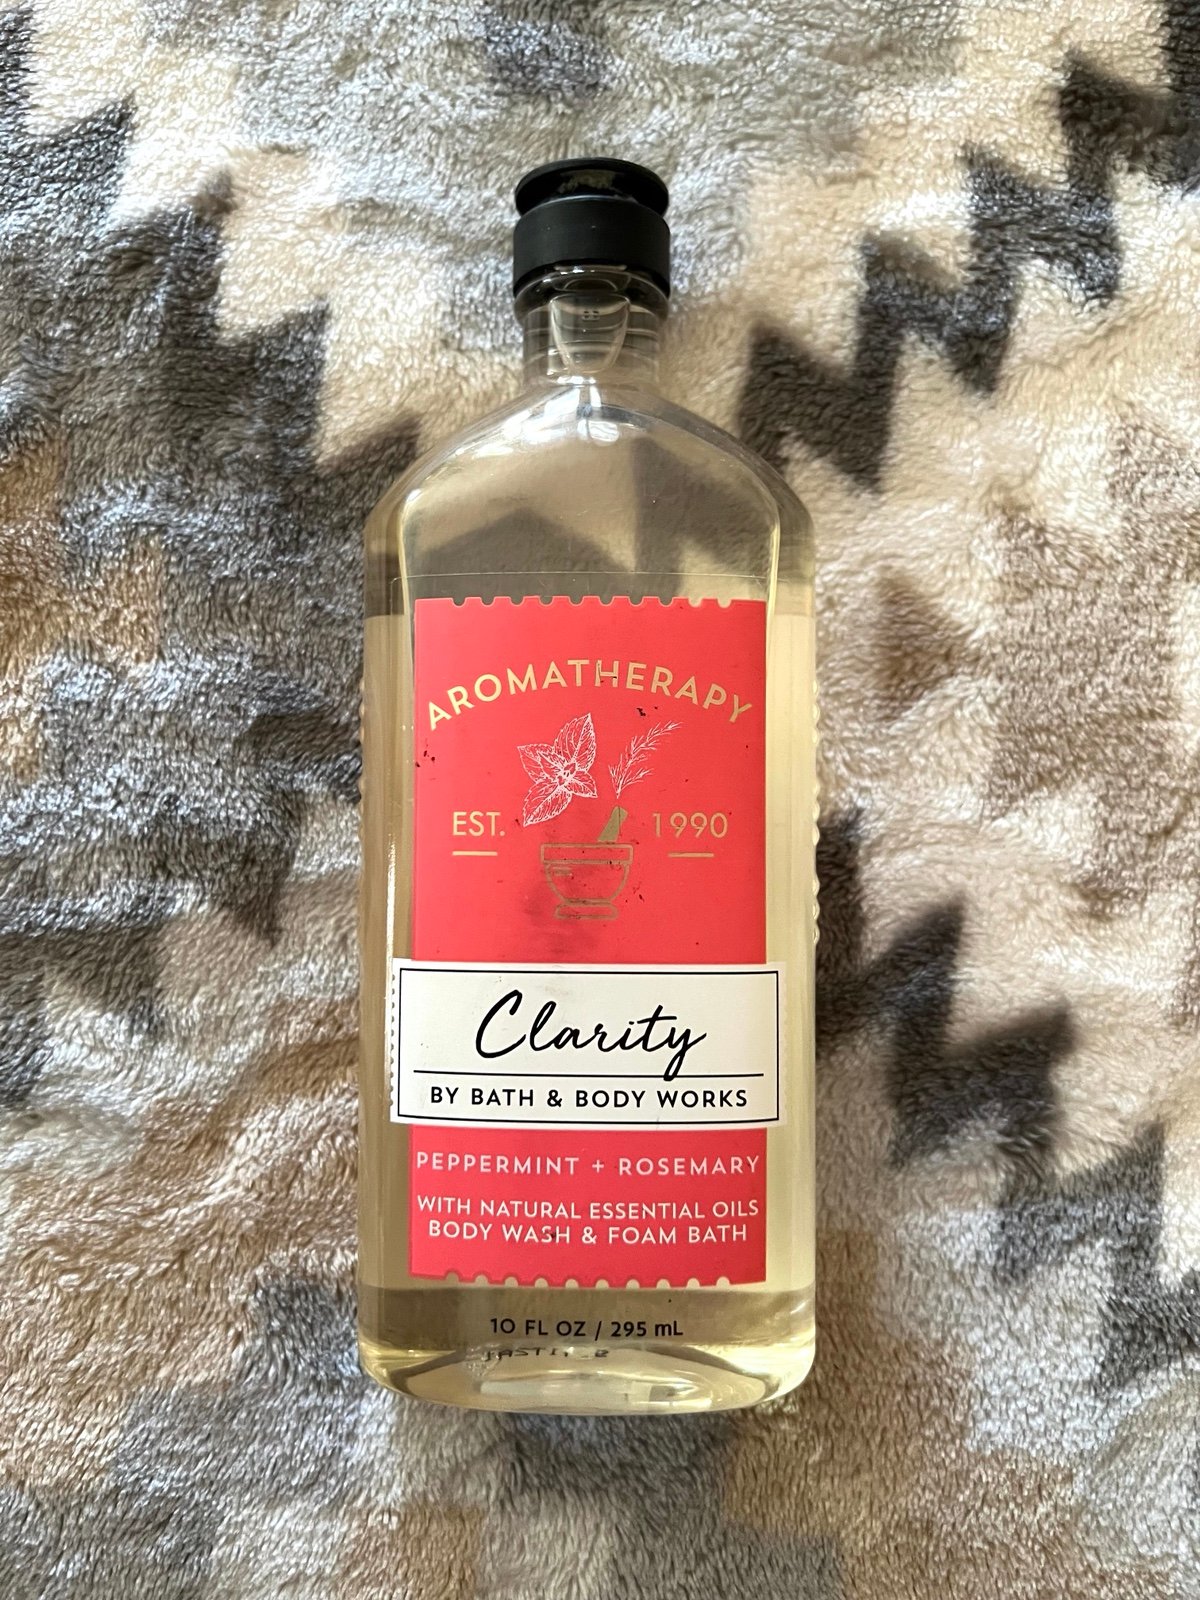 AROMATHERAPY
EST. 1990
Clarity
BY BATH & BODY WORKS
PEPPERMINT + ROSEMARY
WITH NATURAL ESSENTIAL OILS
BODY WASH & FOAM BATH
10 FL OZ / 295 mL